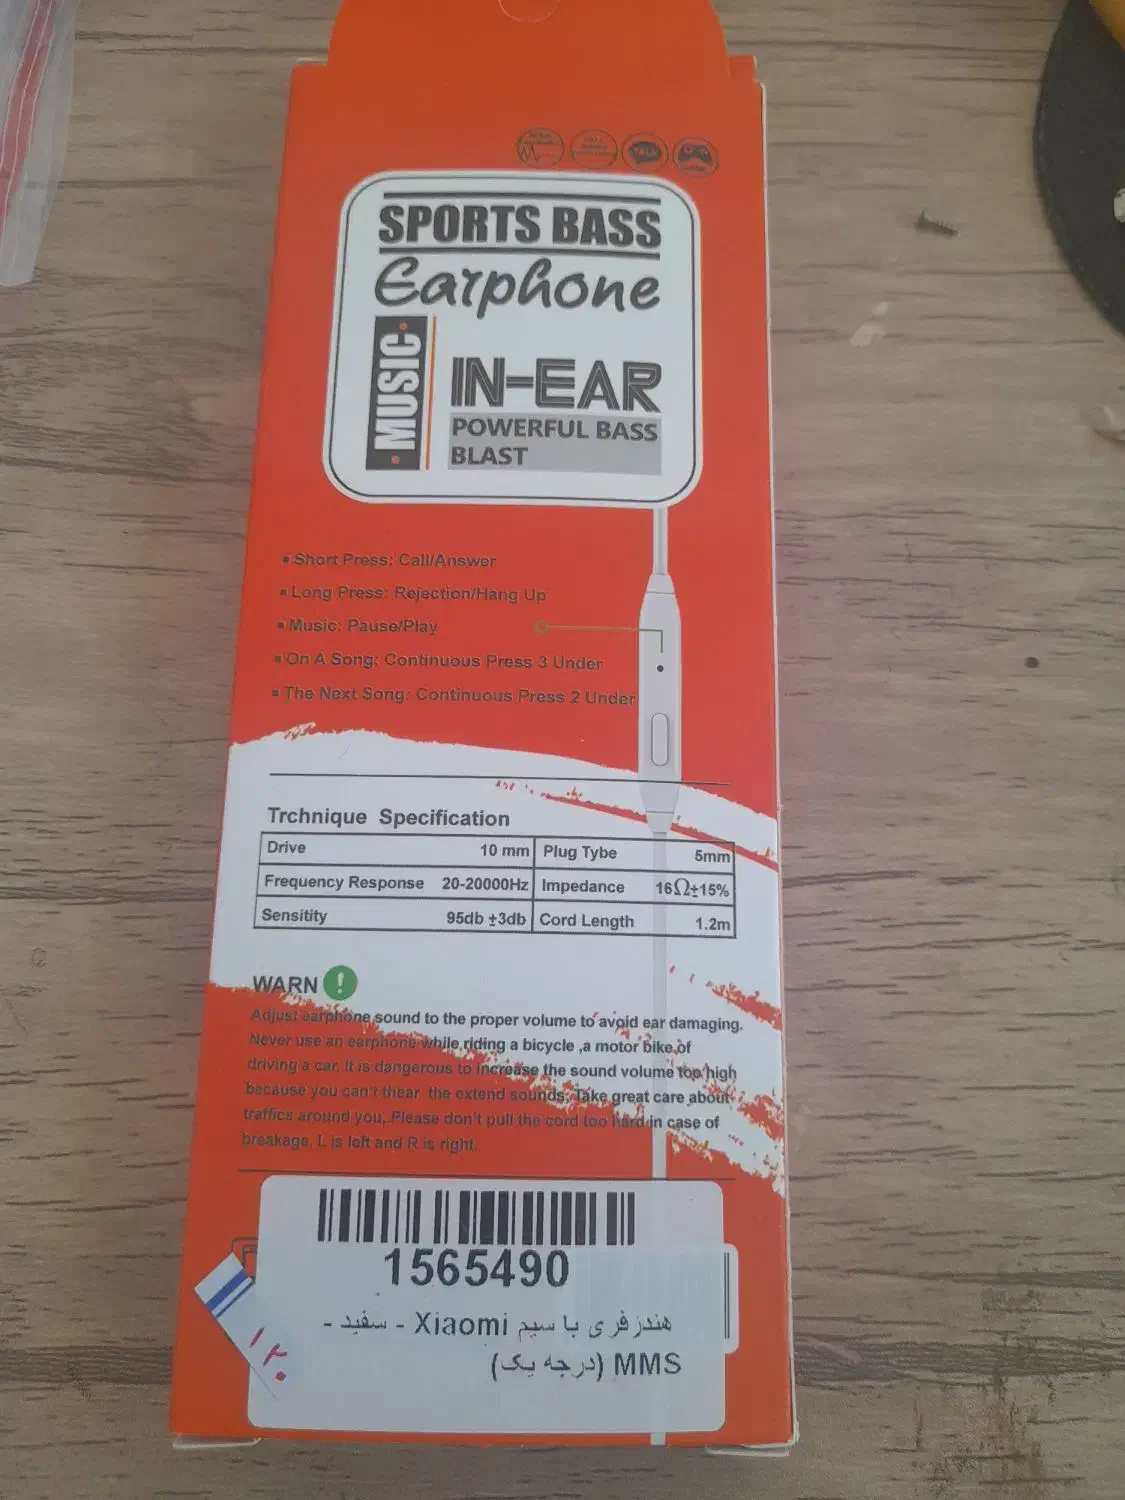 TALK
SPORTS BASS
Earphone
MUSIC
IN-EAR
POWERFUL BASS
BLAST
Short Press: Call/Answer
Long Press: Rejection/Hang Up
Music: Pause/Play
On A Song: Continuous Press 3 Under
The Next Song: Continuous Press 2 Under
Trchnique Specification
Drive 10 mm Plug Tybe 5mm
Frequency Response 20-20000Hz Impedance 16Ω±15%
Sensitity 95db ±3db Cord Length 1.2m
WARN !
Adjust earphone sound to the proper volume to avoid ear damaging.
Never use an earphone while,riding a bicycle ,a motor bike,of
driving a car. It is dangerous to increase the sound volume too high
because you can't thear the extend sounds. Take great care about
traffics around you, Please don't pull the cord too hard in case of
breakage. L is left and R is right.
1565490
هندزفری با سیم Xiaomi - سفید -
MMS (درجه یک)
۱۲۰